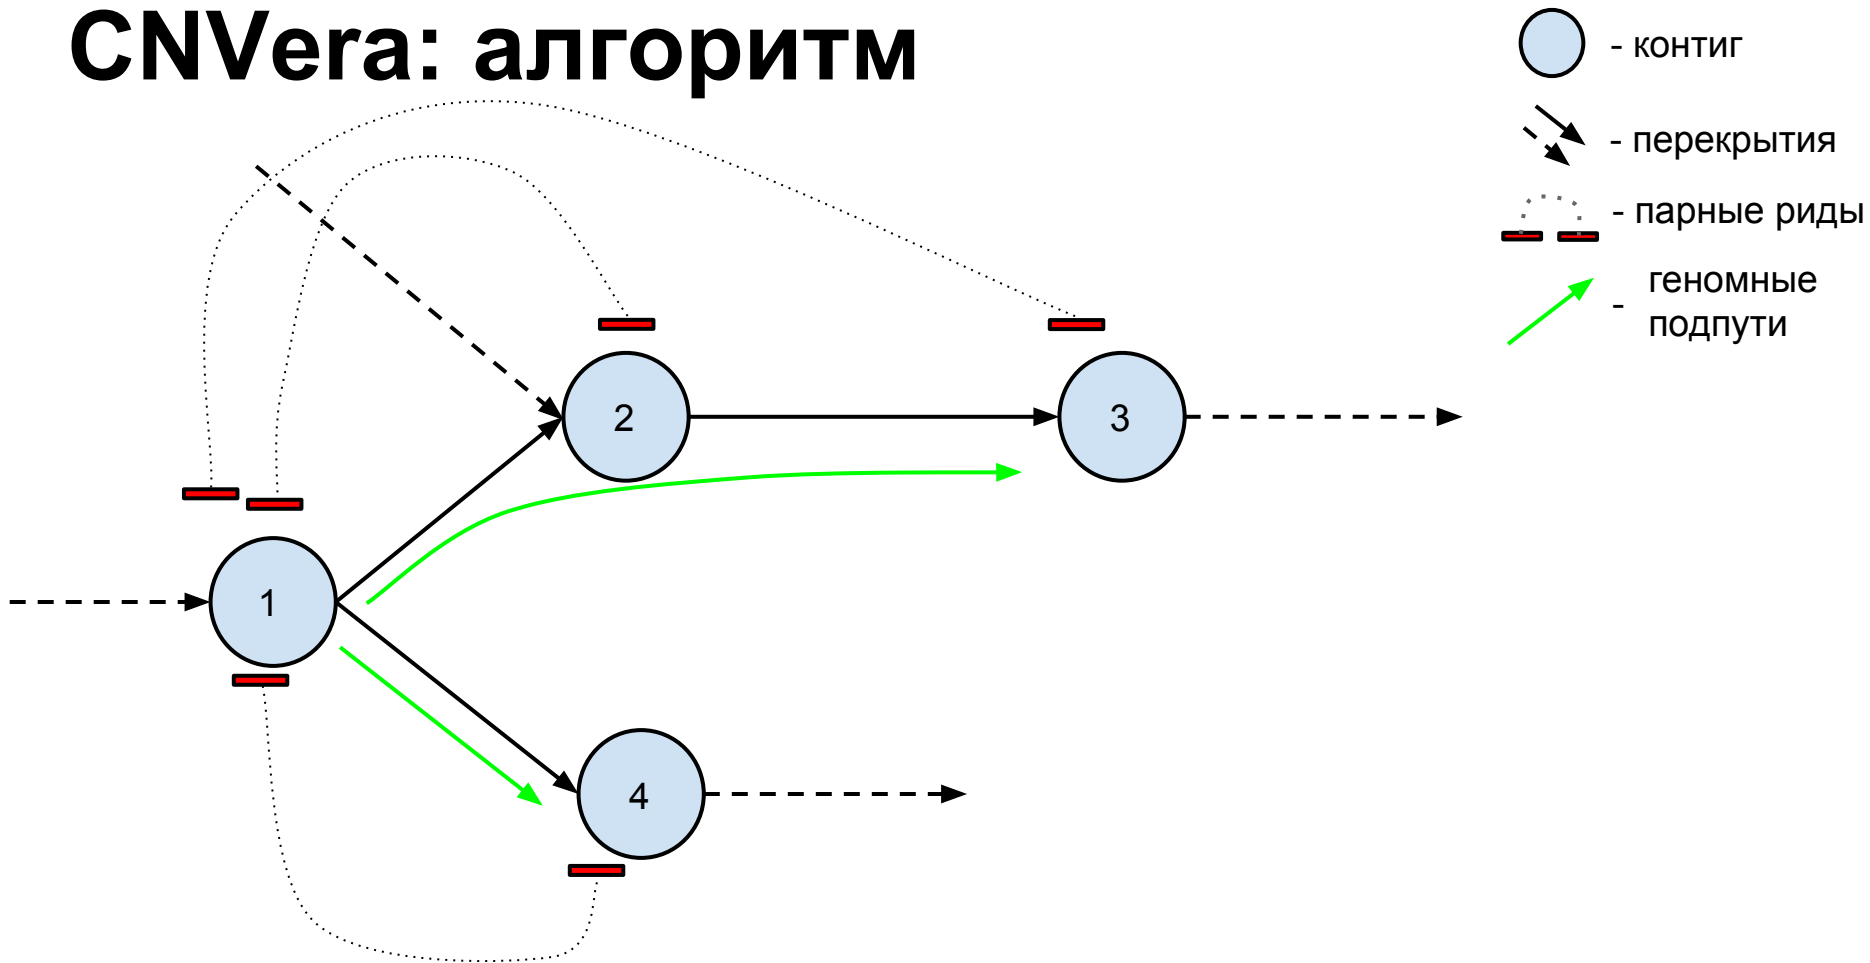 CNVera: алгоритм
- контиг
- перекрытия
- парные риды
- геномные
подпути
2
3
1
4